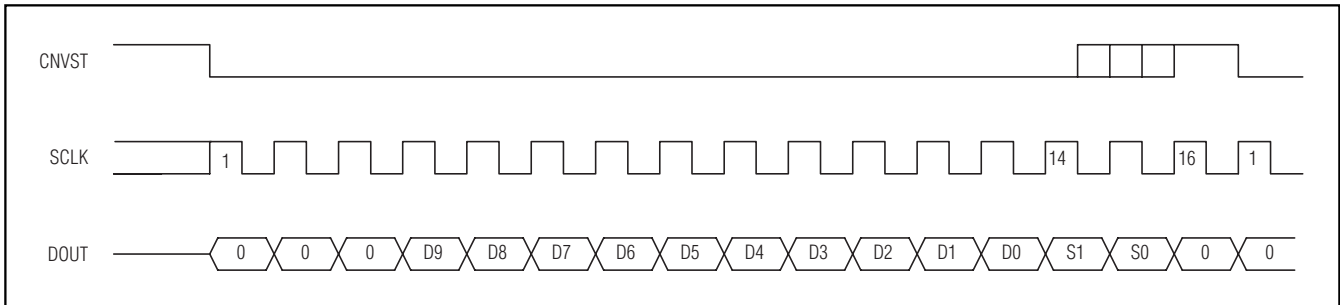 CNVST
SCLK 1 14 16 1
DOUT 0 0 0 D9 D8 D7 D6 D5 D4 D3 D2 D1 D0 S1 S0 0 0